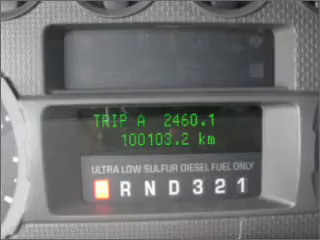 TRIP A 2460.1
100103.2 km
ULTRA LOW SULFUR DIESEL FUEL ONLY
R N D 3 2 1